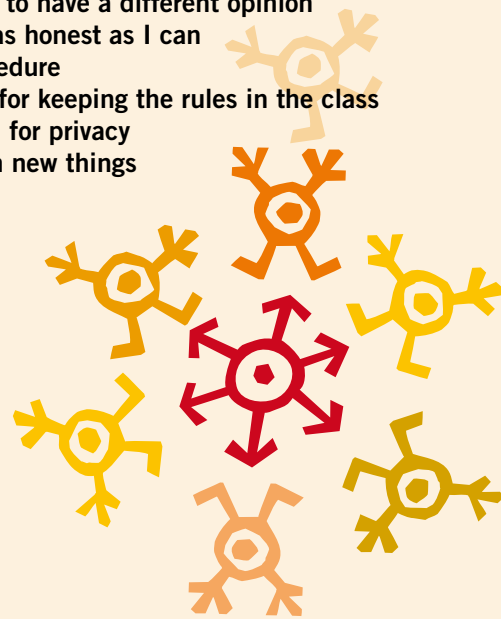 to have a different opinion
as honest as I can
edure
for keeping the rules in the class
for privacy
new things